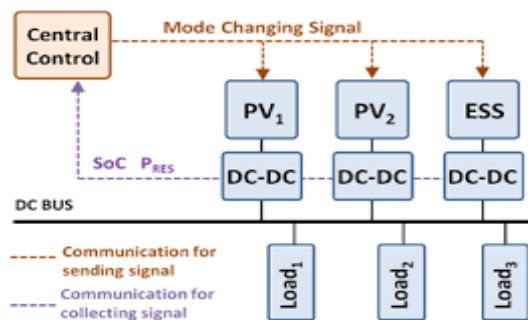 Central
Control
Mode Changing Signal
PV₁
PV₂
ESS
SoC P_RES
DC-DC
DC-DC
DC-DC
DC BUS
Communication for
sending signal
Communication for
collecting signal
Load₁
Load₂
Load₃